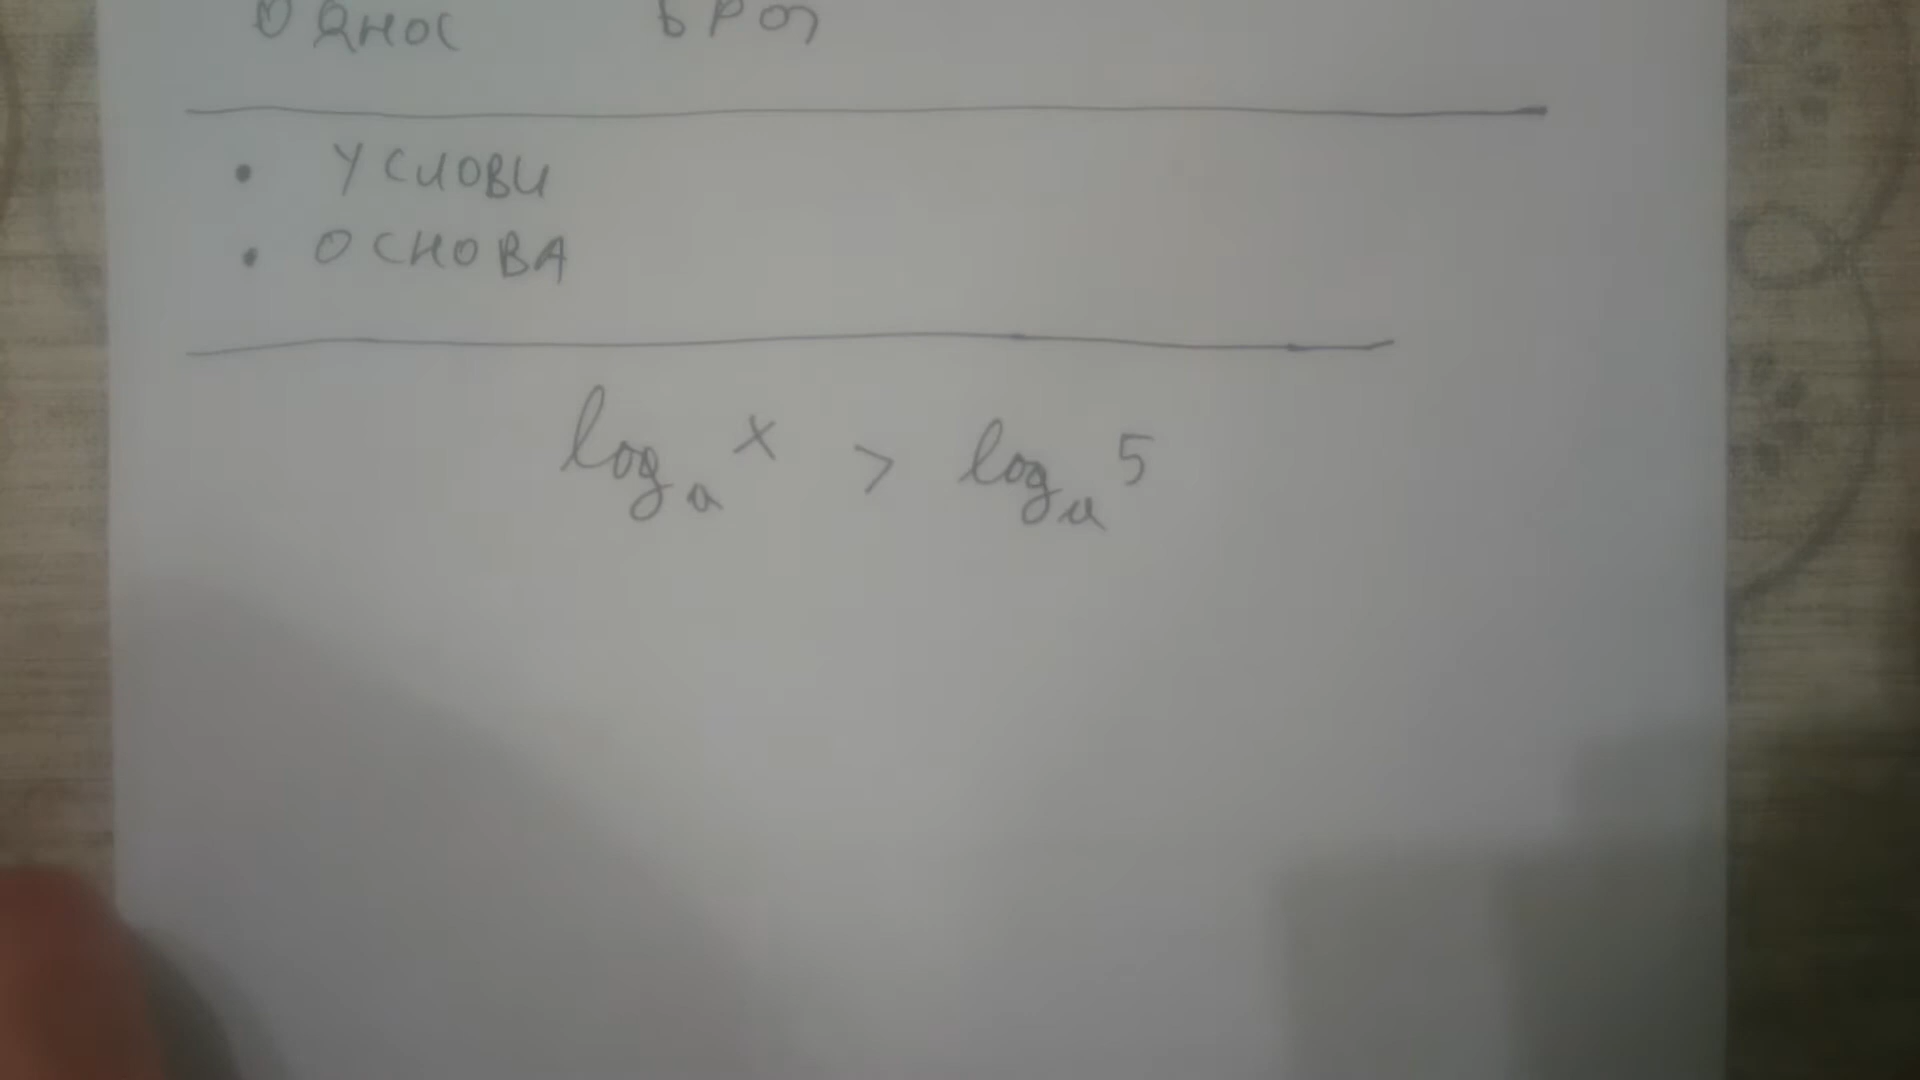 однос број
• УСЛОВИ
• ОСНОВА
log_a x > log_a 5